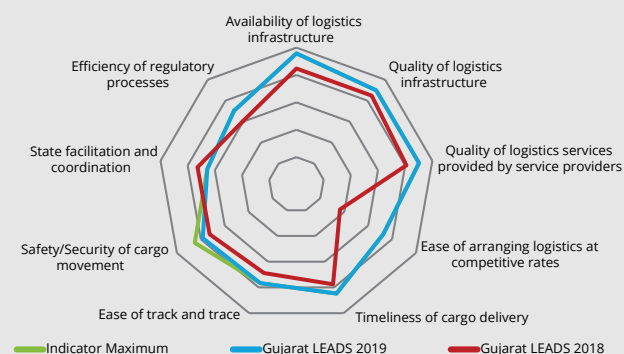 Availability of logistics
infrastructure
Efficiency of regulatory
processes
Quality of logistics
infrastructure
State facilitation and
coordination
Quality of logistics services
provided by service providers
Safety/Security of cargo
movement
Ease of arranging logistics at
competitive rates
Ease of track and trace
Timeliness of cargo delivery
Indicator Maximum
Gujarat LEADS 2019
Gujarat LEADS 2018